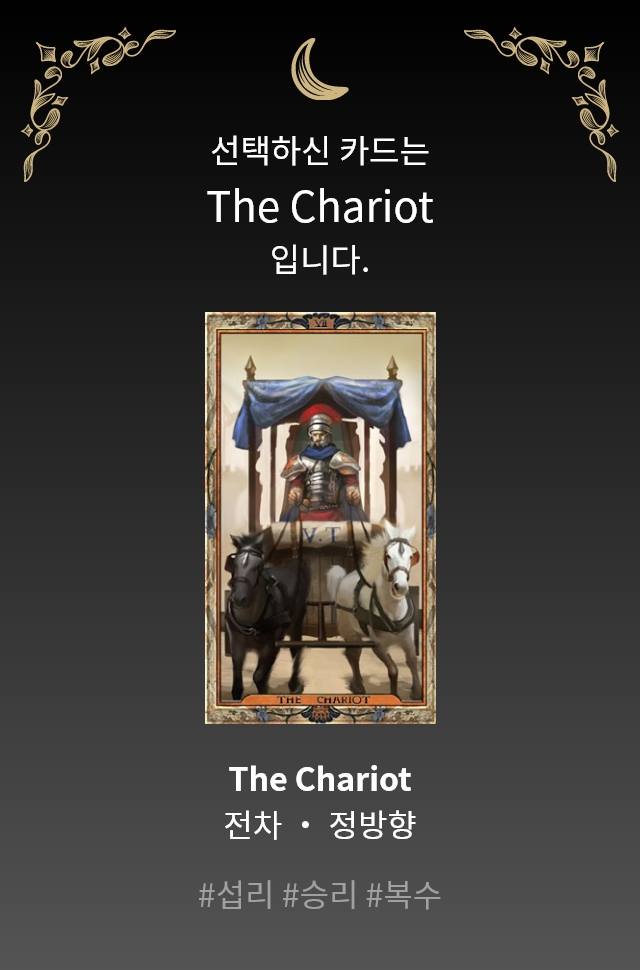 선택하신 카드는
The Chariot
입니다.
VII
V.T
THE CHARIOT
The Chariot
전차 · 정방향
#섭리 #승리 #복수